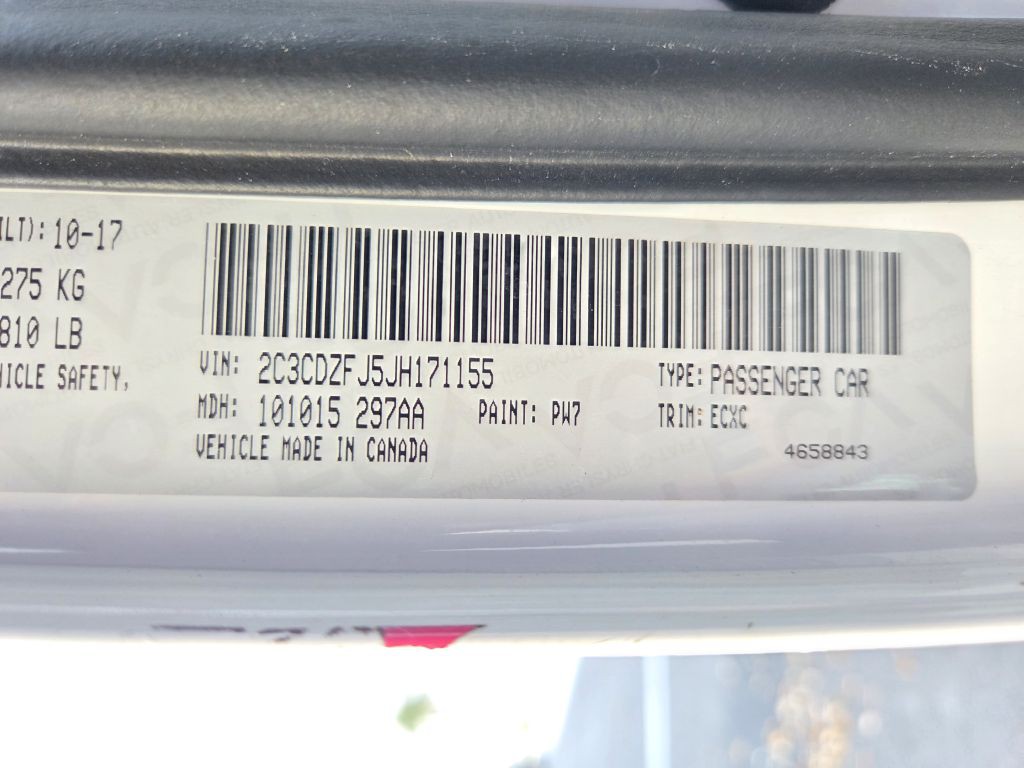 ILT): 10-17
275 KG
810 LB
HICLE SAFETY,
VIN: 2C3CDZFJ5JH171155
TYPE: PASSENGER CAR
MDH: 101015 297AA
PAINT: PW7
TRIM: ECXC
VEHICLE MADE IN CANADA
4658843